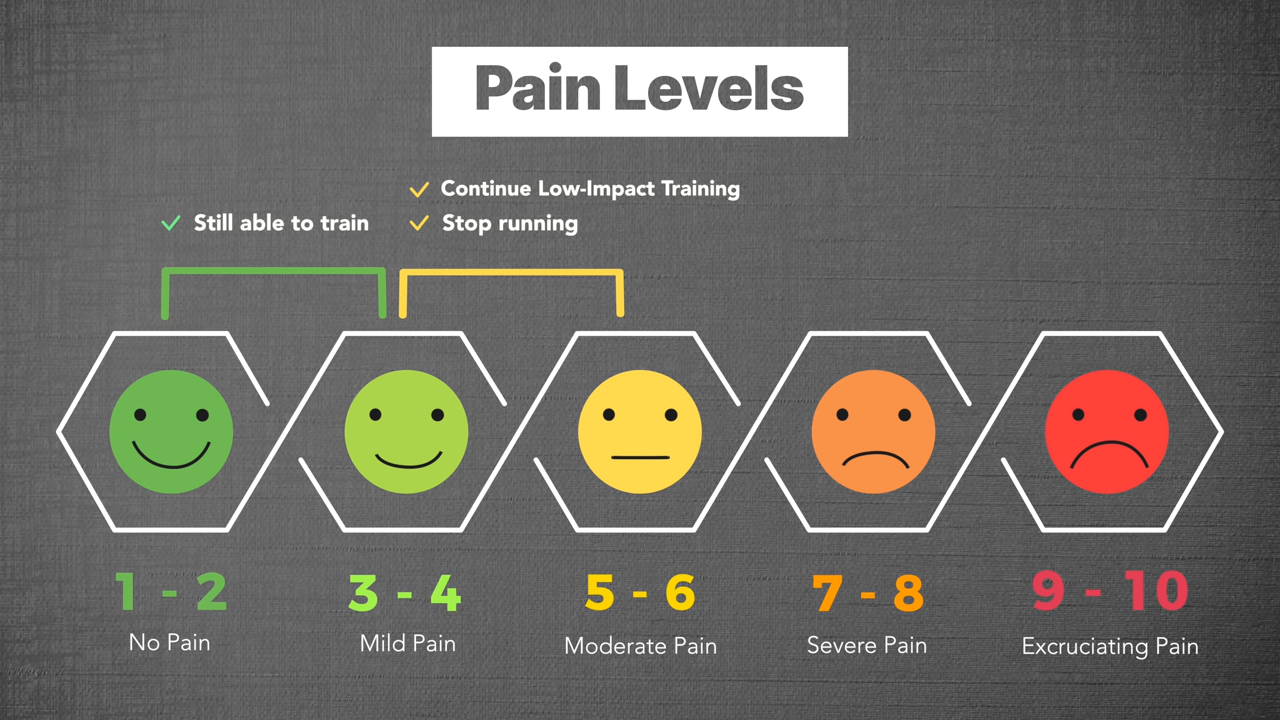 Pain Levels
Continue Low-Impact Training
Still able to train
Stop running
1 - 2
3 - 4
5 - 6
7 - 8
9 - 10
No Pain
Mild Pain
Moderate Pain
Severe Pain
Excruciating Pain